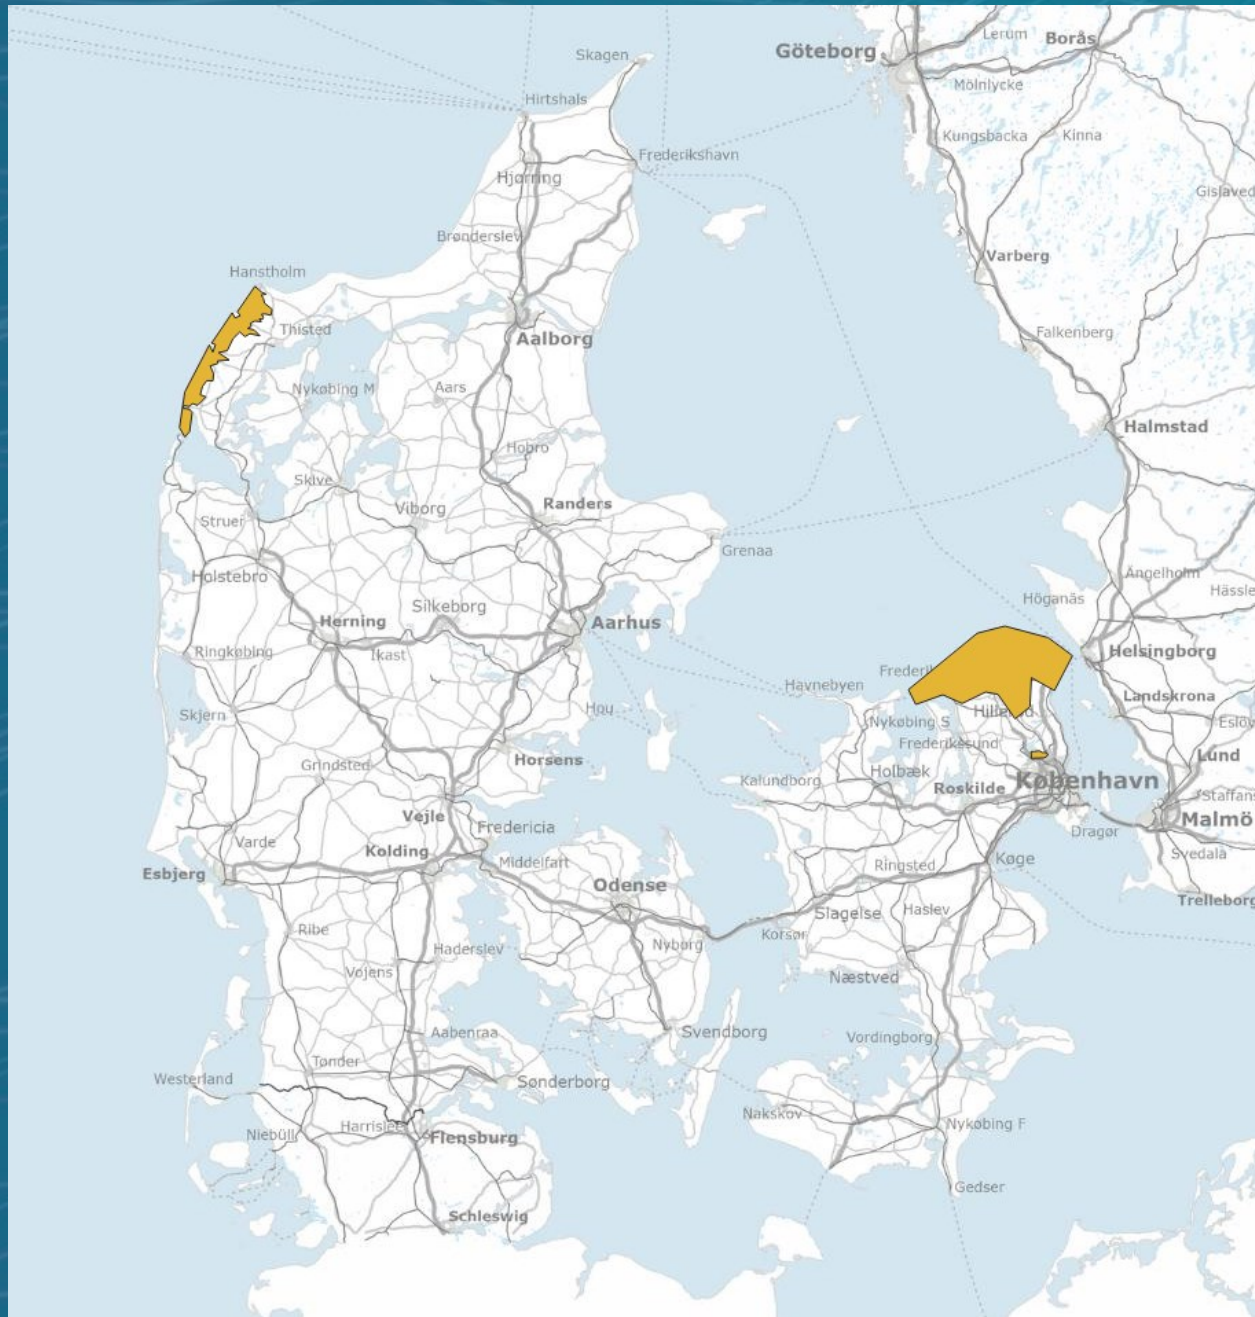 Lerum
Borås
Göteborg
Skagen
Mölnlycke
Hirtshals
Kungsbacka
Kinna
Frederikshavn
Hjørring
Gislaved
Brønderslev
Varberg
Hanstholm
Thisted
Falkenberg
Aalborg
Nykøbing M
Aars
Halmstad
Hobro
Skive
Randers
Viborg
Struer
Grenaa
Holstebro
Ängelholm
Hässle
Silkeborg
Höganäs
Herning
Aarhus
Ikast
Ringkøbing
Helsingborg
Frederik
Havnebyen
Landskrona
Hou
Skjern
Nykøbing S
Hillerød
Eslöv
Frederikssund
Horsens
Lund
Grindsted
Kalundborg
Holbæk
København
Roskilde
Staffans
Vejle
Malmö
Fredericia
Dragør
Varde
Kolding
Middelfart
Ringsted
Køge
Svedala
Esbjerg
Odense
Trelleborg
Slagelse
Haslev
Ribe
Korsør
Nyborg
Haderslev
Vojens
Næstved
Aabenraa
Svendborg
Vordingborg
Tønder
Westerland
Sønderborg
Nakskov
Niebüll
Harrislee
Flensburg
Nykøbing F
Gedser
Schleswig